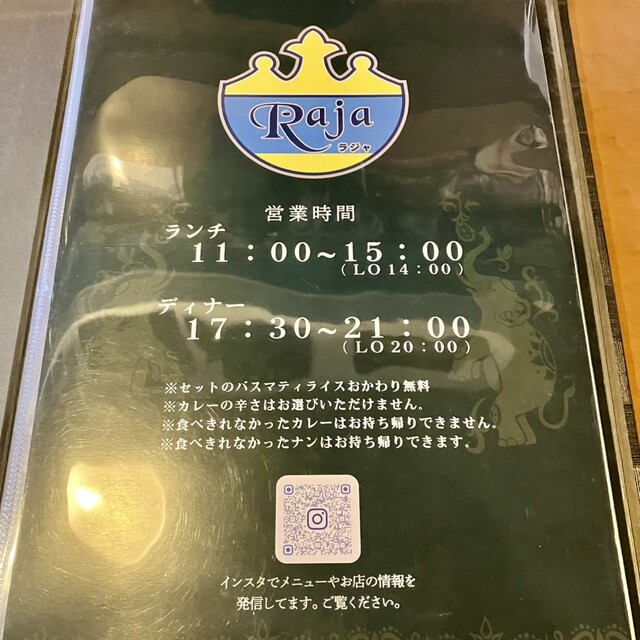 Raja
ラジャ
営業時間
ランチ
11：00~15：00
(LO 14：00)
ディナー
17：30~21：00
(LO 20：00)
※セットのバスマティライスおかわり無料
※カレーの辛さはお選びいただけません。
※食べきれなかったカレーはお持ち帰りできません。
※食べきれなかったナンはお持ち帰りできます。
インスタでメニューやお店の情報を
発信してます。ご覧ください。